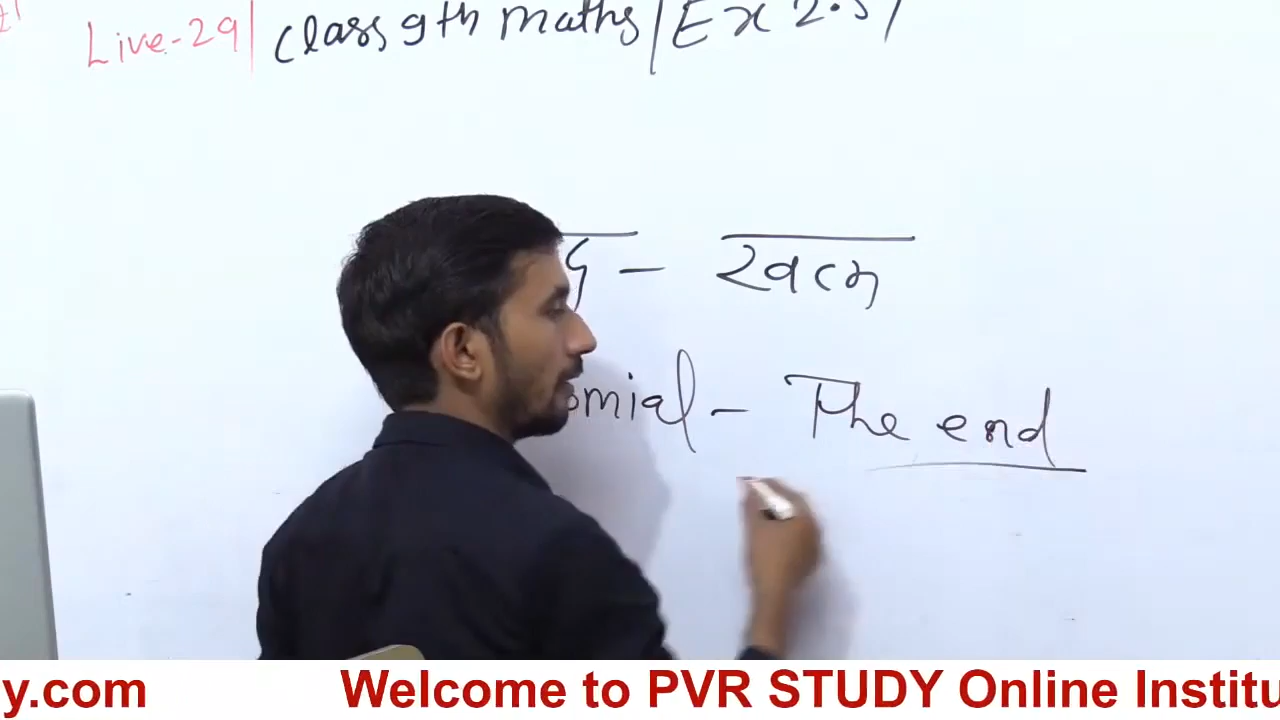 Live-29| Class 9th maths/Ex 2.5/
— खत्म
omial - The end
y.com Welcome to PVR STUDY Online Institu